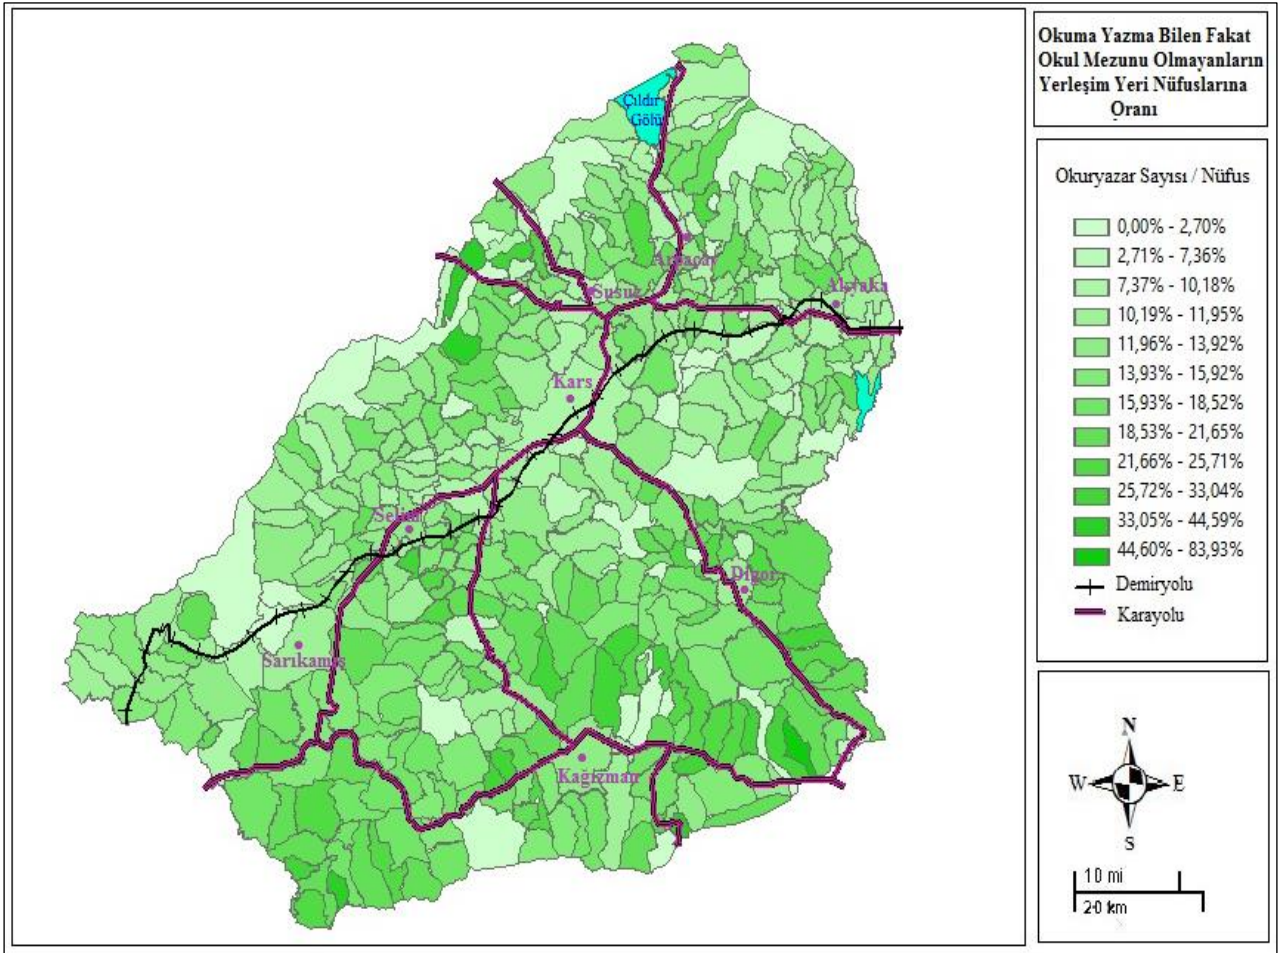 Okuma Yazma Bilen Fakat
Okul Mezunu Olmayanların
Yerleşim Yeri Nüfuslarına
Oranı
Okuryazar Sayısı / Nüfus
0,00% - 2,70%
2,71% - 7,36%
7,37% - 10,18%
10,19% - 11,95%
11,96% - 13,92%
13,93% - 15,92%
15,93% - 18,52%
18,53% - 21,65%
21,66% - 25,71%
25,72% - 33,04%
33,05% - 44,59%
44,60% - 83,93%
Demiryolu
Karayolu
N
W E
S
10 mi
20 km
Çıldır
Gölü
Arpaçay
Susuz
Akyaka
Kars
Selim
Digor
Sarıkamış
Kağızman